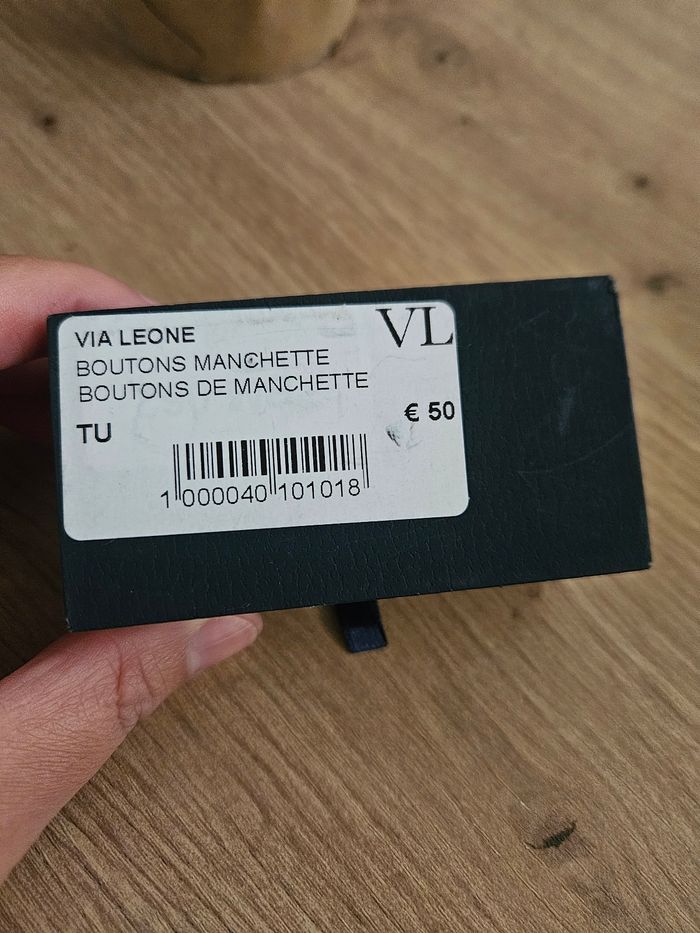 VIA LEONE
VL
BOUTONS MANCHETTE
BOUTONS DE MANCHETTE
€ 50
TU
1 000040 101018